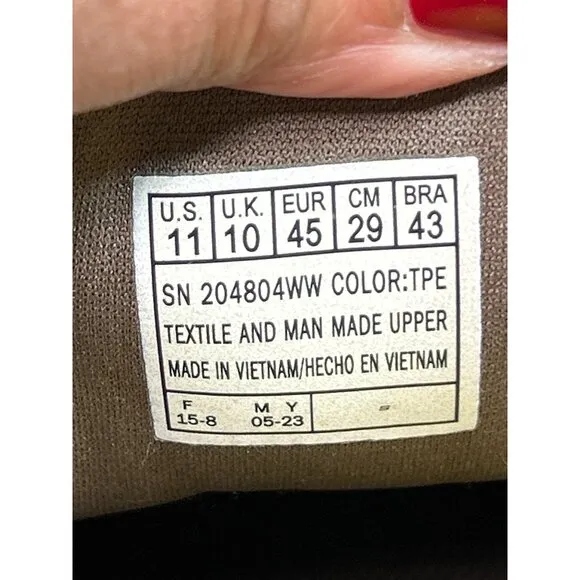 U.S. U.K. EUR CM BRA
11 10 45 29 43
SN 204804WW COLOR:TPE
TEXTILE AND MAN MADE UPPER
MADE IN VIETNAM/HECHO EN VIETNAM
F M Y
15-8 05-23